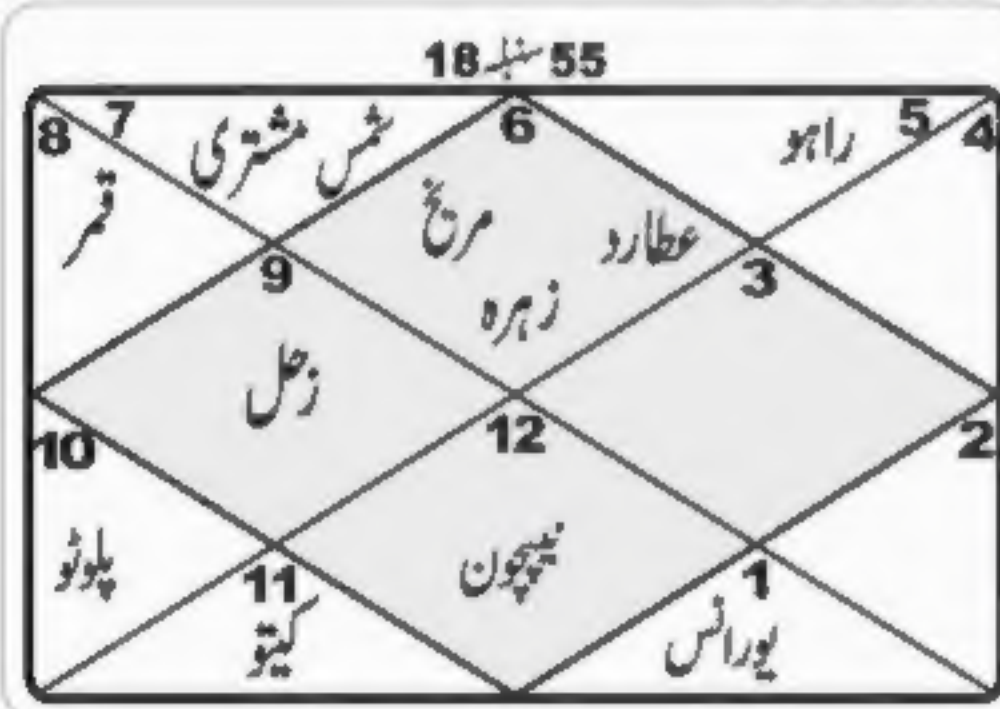 18 سنبلہ 55
4 5 راہو 6 شمس مشتری 7 8
مریخ عطارد قمر
3 9
زہرہ
زحل
2 12 10
نیپچون پلوٹو
1 11
یورانس کیتو